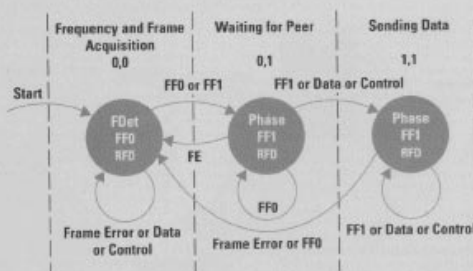 Frequency and Frame
Acquisition
0,0
Waiting for Peer
0,1
Sending Data
1,1
Start
FF0 or FF1
FF1 or Data or Control
FDet
FF0
RFD
Phase
FF1
RFD
Phase
FF1
RFD
FE
FF0
Frame Error or Data
or Control
Frame Error or FF0
FF1 or Data or Control